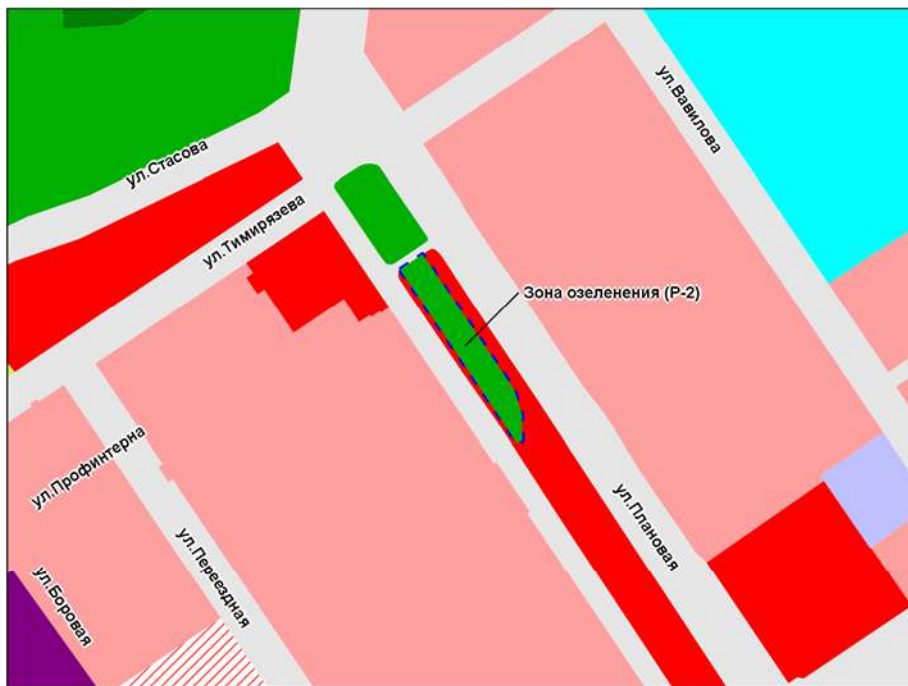 ул.Вавилова
ул.Стасова
ул.Тимирязева
Зона озеленения (Р-2)
ул.Профинтерна
ул.Плановая
ул.Переездная
ул.Боровая